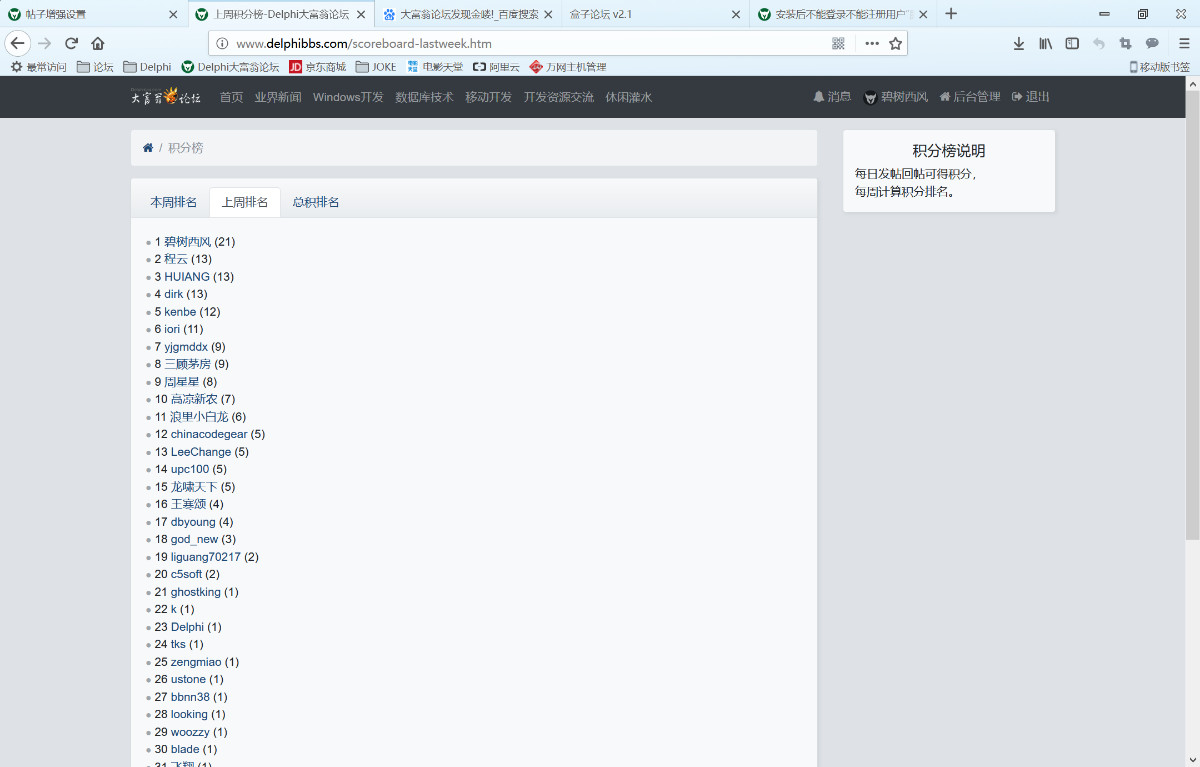 帖子增强设置
上周积分榜-Delphi大富翁论坛
大富翁论坛发现金喽!_百度搜索
盒子论坛 v2.1
安装后不能登录不能注册用户
www.delphibbs.com/scoreboard-lastweek.htm
最常访问 论坛 Delphi Delphi大富翁论坛 京东商城 JOKE 电影天堂 阿里云 万网主机管理 移动版书签
大富翁论坛 首页 业界新闻 Windows开发 数据库技术 移动开发 开发资源交流 休闲灌水 消息 碧树西风 后台管理 退出
/ 积分榜
积分榜说明
每日发帖回帖可得积分,
每周计算积分排名。
本周排名 上周排名 总积排名
1 碧树西风 (21)
2 程云 (13)
3 HUIANG (13)
4 dirk (13)
5 kenbe (12)
6 iori (11)
7 yjgmddx (9)
8 三顾茅房 (9)
9 周星星 (8)
10 高凉新农 (7)
11 浪里小白龙 (6)
12 chinacodegear (5)
13 LeeChange (5)
14 upc100 (5)
15 龙啸天下 (5)
16 王寒颂 (4)
17 dbyoung (4)
18 god_new (3)
19 liguang70217 (2)
20 c5soft (2)
21 ghostking (1)
22 k (1)
23 Delphi (1)
24 tks (1)
25 zengmiao (1)
26 ustone (1)
27 bbnn38 (1)
28 looking (1)
29 woozzy (1)
30 blade (1)
31 飞翔 (1)